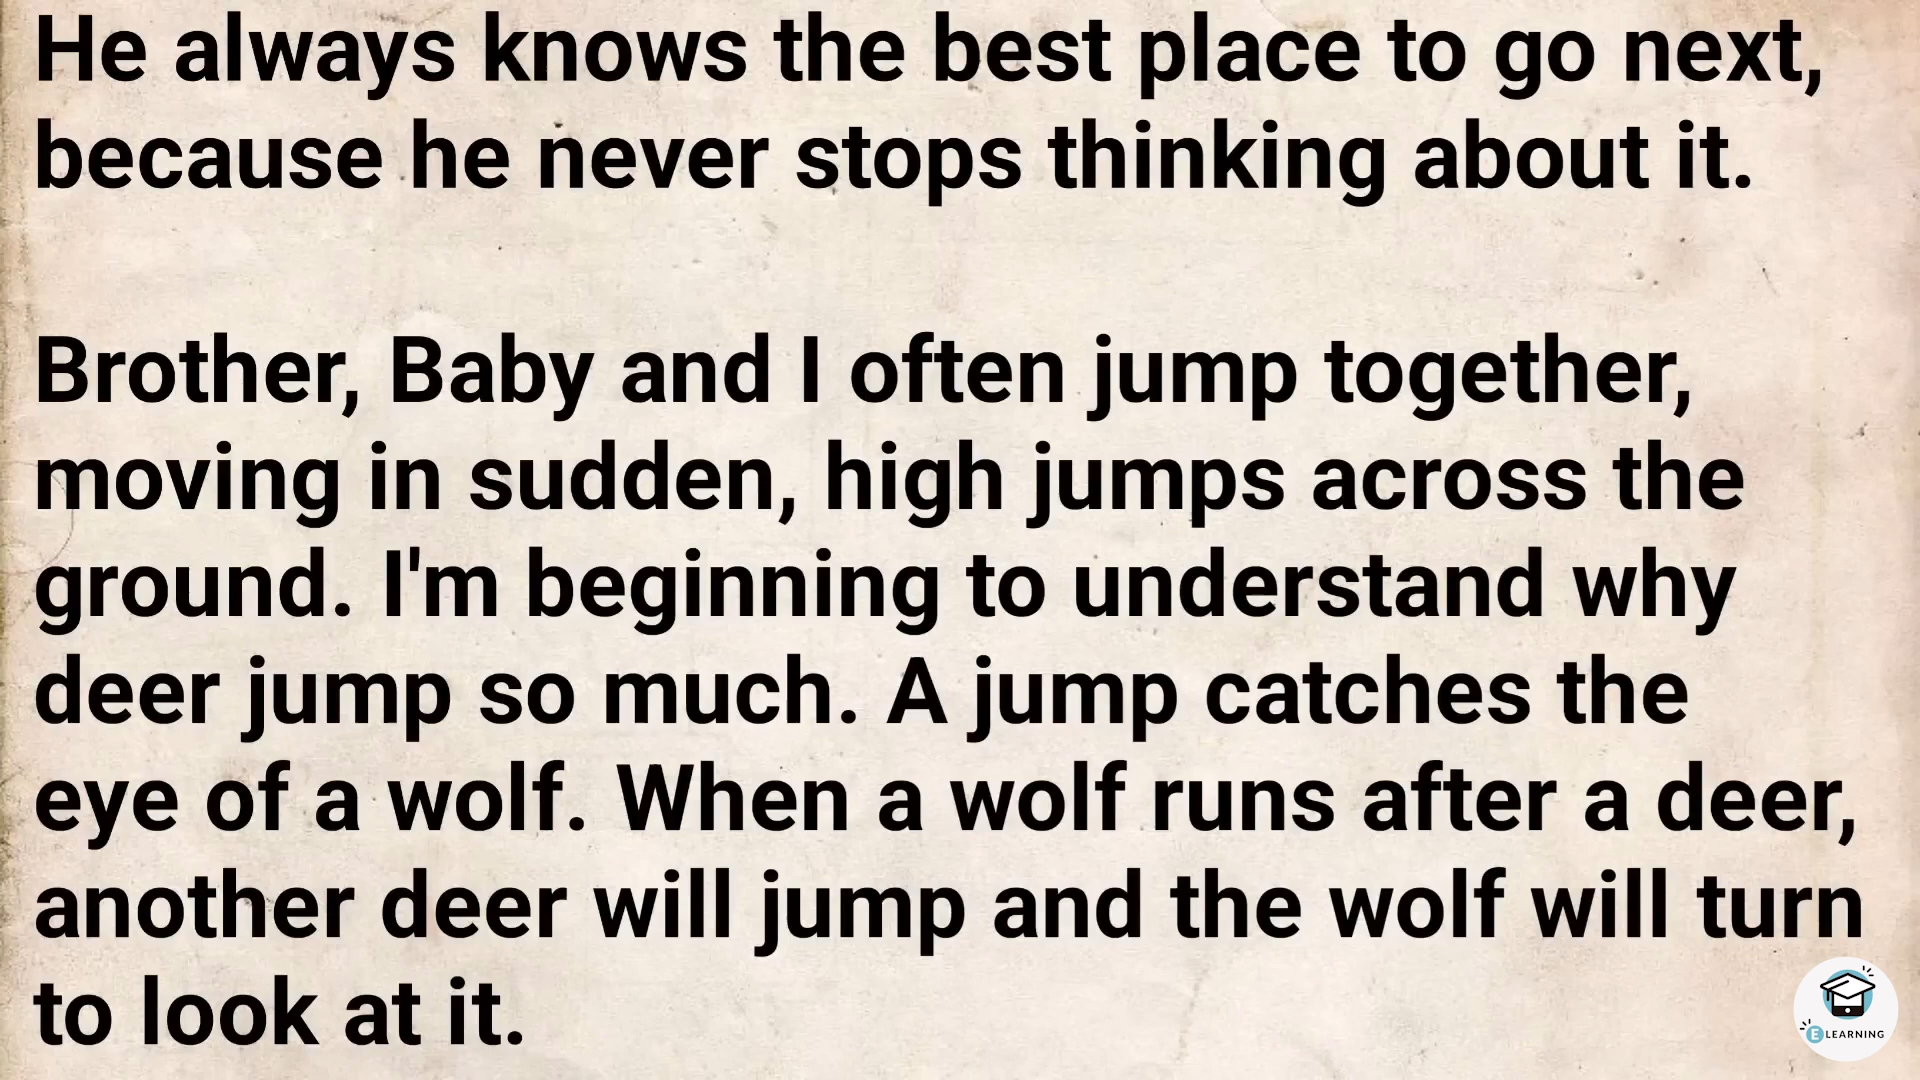 He always knows the best place to go next,
because he never stops thinking about it.
Brother, Baby and I often jump together,
moving in sudden, high jumps across the
ground. I'm beginning to understand why
deer jump so much. A jump catches the
eye of a wolf. When a wolf runs after a deer,
another deer will jump and the wolf will turn
to look at it.
E LEARNING